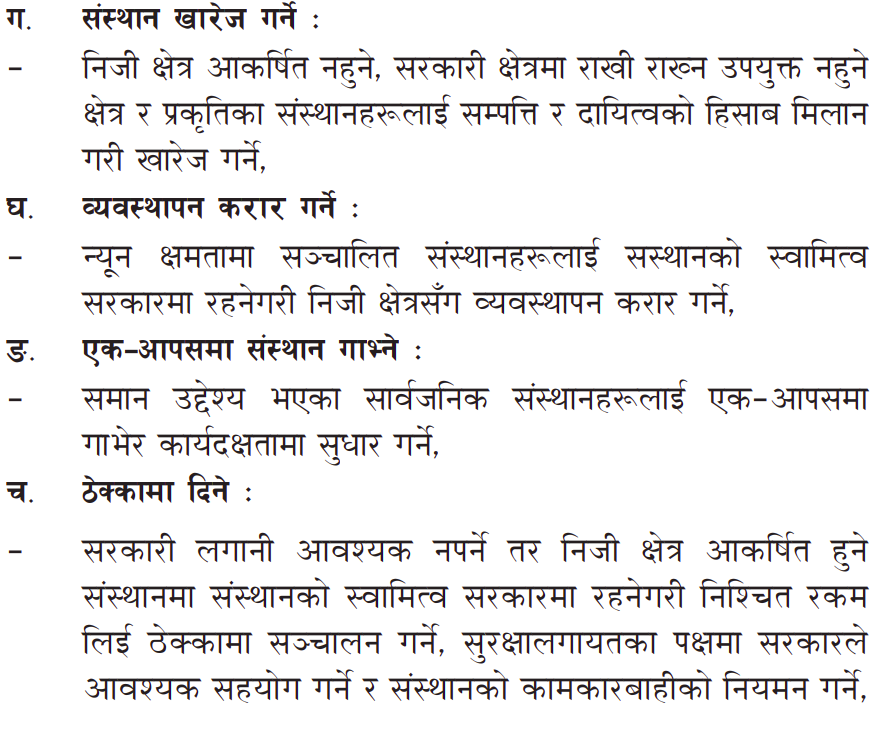 ग. संस्थान खारेज गर्ने :
– निजी क्षेत्र आकर्षित नहुने, सरकारी क्षेत्रमा राखी राख्न उपयुक्त नहुने
क्षेत्र र प्रकृतिका संस्थानहरूलाई सम्पत्ति र दायित्वको हिसाब मिलान
गरी खारेज गर्ने,
घ. व्यवस्थापन करार गर्ने :
– न्यून क्षमतामा सञ्चालित संस्थानहरूलाई सस्थानको स्वामित्व
सरकारमा रहनेगरी निजी क्षेत्रसँग व्यवस्थापन करार गर्ने,
ङ. एक–आपसमा संस्थान गाभ्ने :
– समान उद्देश्य भएका सार्वजनिक संस्थानहरूलाई एक–आपसमा
गाभेर कार्यदक्षतामा सुधार गर्ने,
च. ठेक्कामा दिने :
– सरकारी लगानी आवश्यक नपर्ने तर निजी क्षेत्र आकर्षित हुने
संस्थानमा संस्थानको स्वामित्व सरकारमा रहनेगरी निश्चित रकम
लिई ठेक्कामा सञ्चालन गर्ने, सुरक्षालगायतका पक्षमा सरकारले
आवश्यक सहयोग गर्ने र संस्थानको कामकारबाहीको नियमन गर्ने,